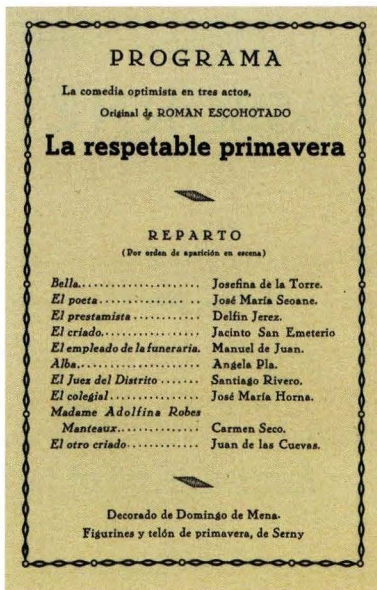 PROGRAMA
La comedia optimista en tres actos,
Original de ROMAN ESCOHOTADO
La respetable primavera
REPARTO
(Por orden de aparición en escena)
Bella..................... Josefina de la Torre.
El poeta.............. .. José María Seoane.
El prestamista............ Delfín Jerez.
El criado................. Jacinto San Emeterio
El empleado de la funeraria. Manuel de Juan.
Alba...................... Angela Pla.
El Juez del Distrito....... Santiago Rivero.
El colegial............... José María Horna.
Madame Adolfina Robes
Manteaux.............. Carmen Seco.
El otro criado............ Juan de las Cuevas.
Decorado de Domingo de Mena.
Figurines y telón de primavera, de Serny